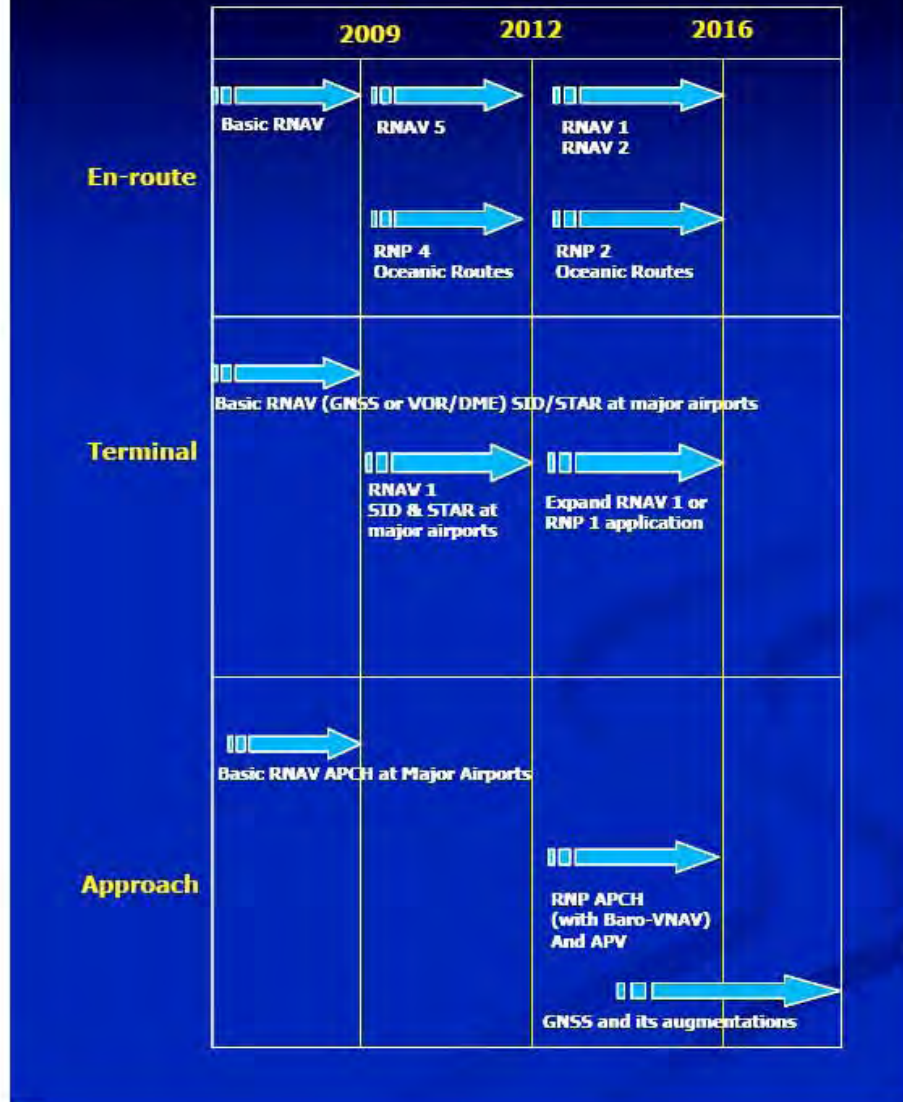 2009 2012 2016
Basic RNAV
RNAV 5
RNAV 1
RNAV 2
En-route
RNP 4
Oceanic Routes
RNP 2
Oceanic Routes
Basic RNAV (GNSS or VOR/DME) SID/STAR at major airports
Terminal
RNAV 1
SID & STAR at
major airports
Expand RNAV 1 or
RNP 1 application
Basic RNAV APCH at Major Airports
Approach
RNP APCH
(with Baro-VNAV)
And APV
GNSS and its augmentations